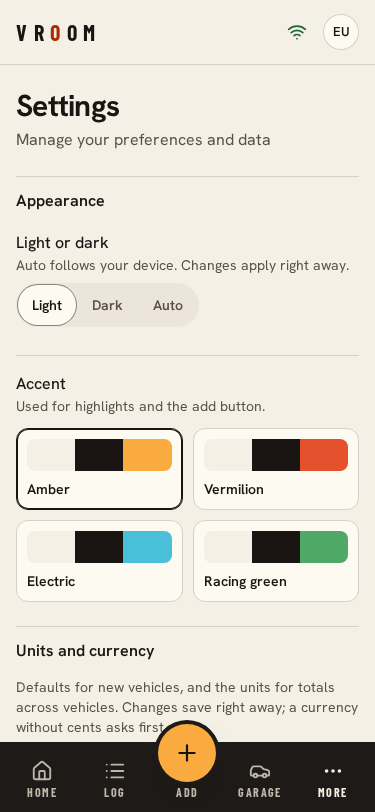 VROOM
EU
Settings
Manage your preferences and data
Appearance
Light or dark
Auto follows your device. Changes apply right away.
Light
Dark
Auto
Accent
Used for highlights and the add button.
Amber
Vermilion
Electric
Racing green
Units and currency
Defaults for new vehicles, and the units for totals
across vehicles. Changes save right away; a currency
without cents asks first
HOME
LOG
ADD
GARAGE
MORE